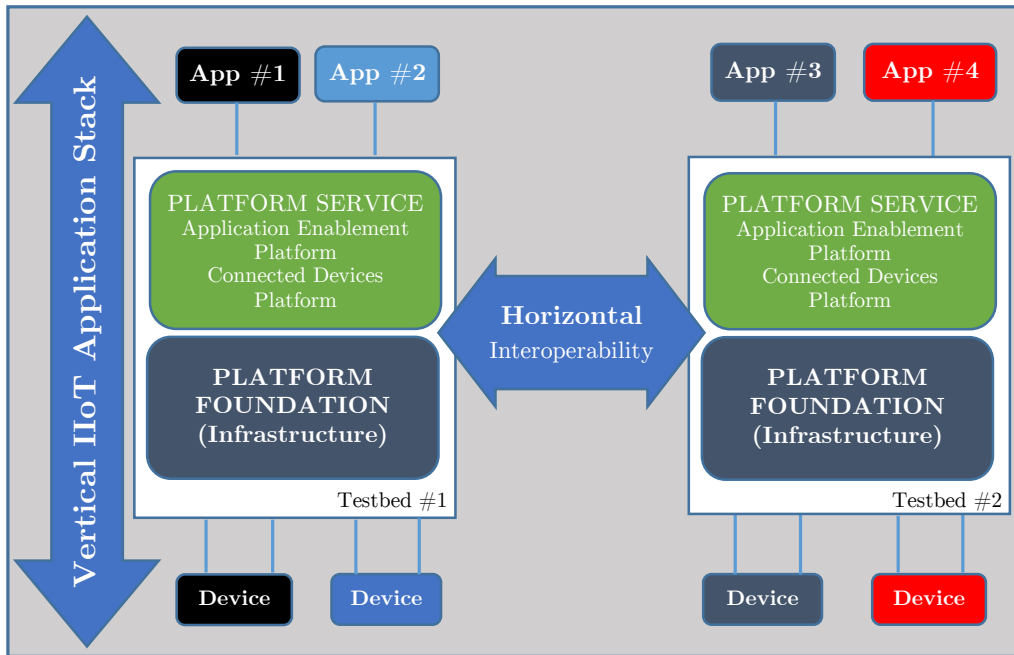 Vertical IIoT Application Stack
App #1
App #2
App #3
App #4
PLATFORM SERVICE
Application Enablement
Platform
Connected Devices
Platform
PLATFORM
FOUNDATION
(Infrastructure)
Testbed #1
Horizontal
Interoperability
PLATFORM SERVICE
Application Enablement
Platform
Connected Devices
Platform
PLATFORM
FOUNDATION
(Infrastructure)
Testbed #2
Device
Device
Device
Device